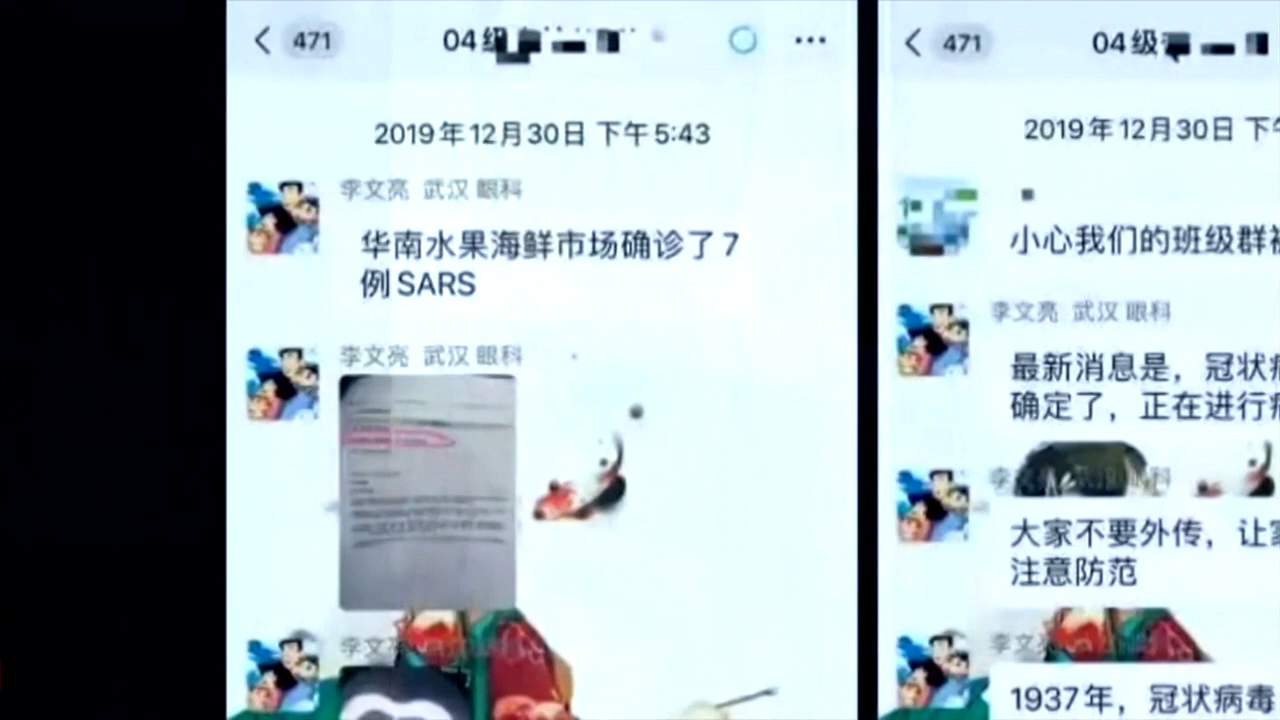 471
04级
2019年12月30日 下午5:43
李文亮 武汉 眼科
华南水果海鲜市场确诊了7
例SARS
李文亮 武汉 眼科
李文亮
471
04级
2019年12月30日 下
小心我们的班级群
李文亮 武汉 眼科
最新消息是，冠状
确定了，正在进行
大家不要外传，让
注意防范
李文亮
1937年，冠状病毒